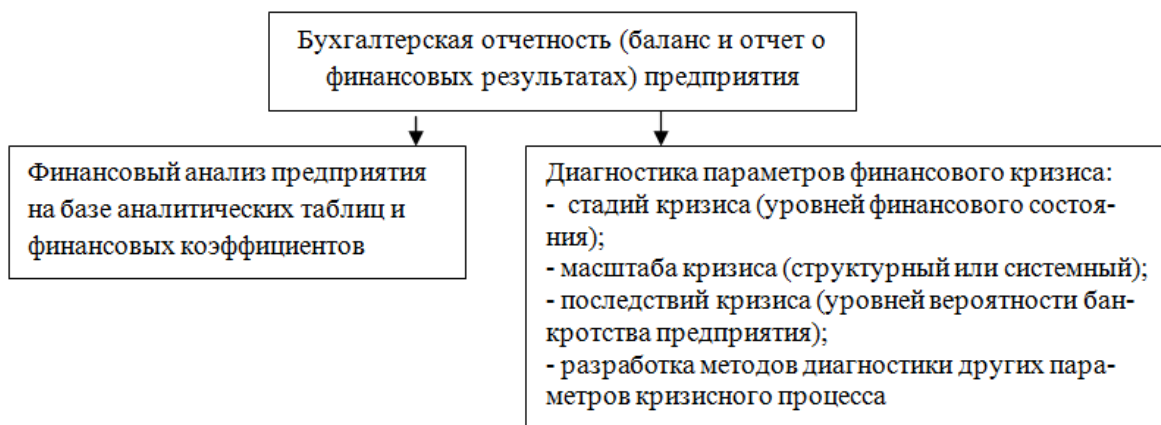 Бухгалтерская отчетность (баланс и отчет о
финансовых результатах) предприятия
Финансовый анализ предприятия
на базе аналитических таблиц и
финансовых коэффициентов
Диагностика параметров финансового кризиса:
- стадий кризиса (уровней финансового состоя-
ния);
- масштаба кризиса (структурный или системный);
- последствий кризиса (уровней вероятности бан-
кротства предприятия);
- разработка методов диагностики других пара-
метров кризисного процесса